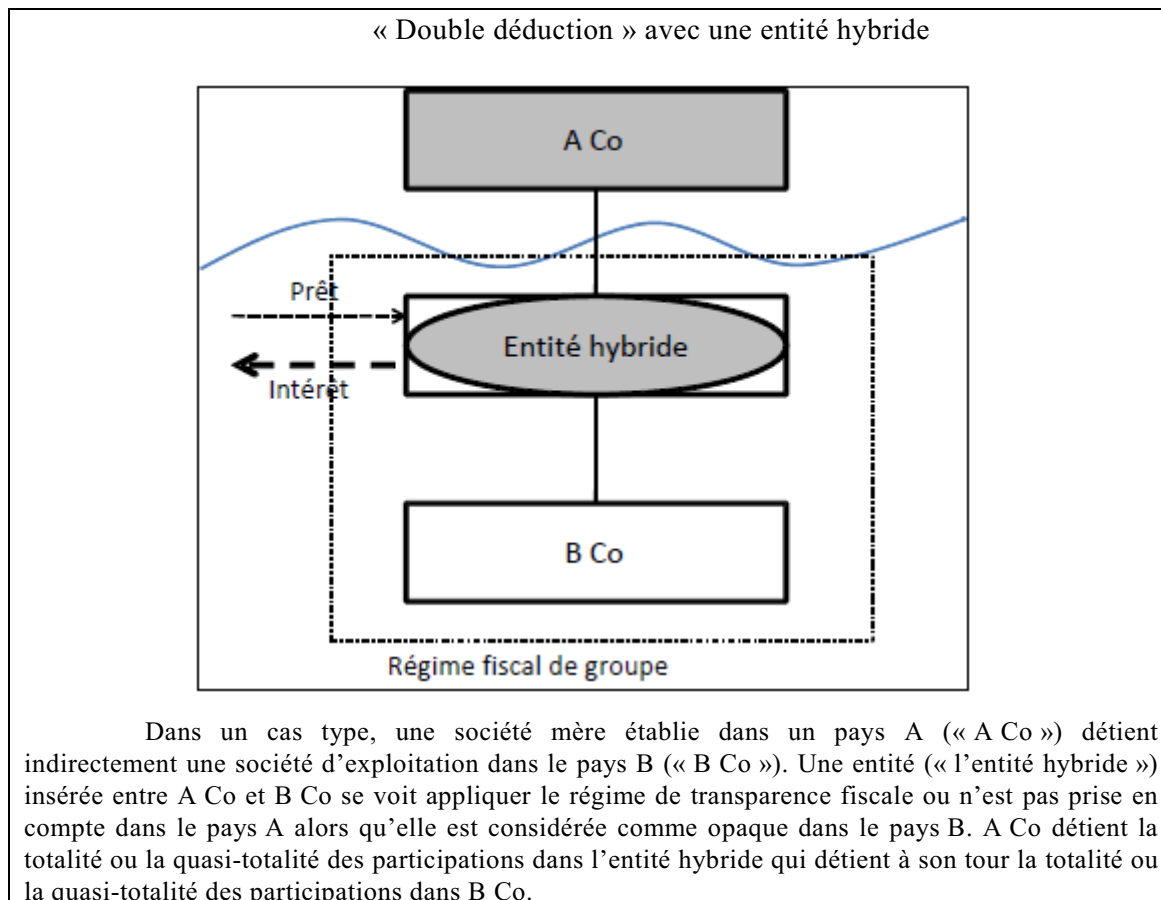 « Double déduction » avec une entité hybride
A Co
Prêt
Entité hybride
Intérêt
B Co
Régime fiscal de groupe
Dans un cas type, une société mère établie dans un pays A (« A Co ») détient
indirectement une société d'exploitation dans le pays B (« B Co »). Une entité (« l'entité hybride »)
insérée entre A Co et B Co se voit appliquer le régime de transparence fiscale ou n'est pas prise en
compte dans le pays A alors qu'elle est considérée comme opaque dans le pays B. A Co détient la
totalité ou la quasi-totalité des participations dans l'entité hybride qui détient à son tour la totalité ou
la quasi-totalité des participations dans B Co.